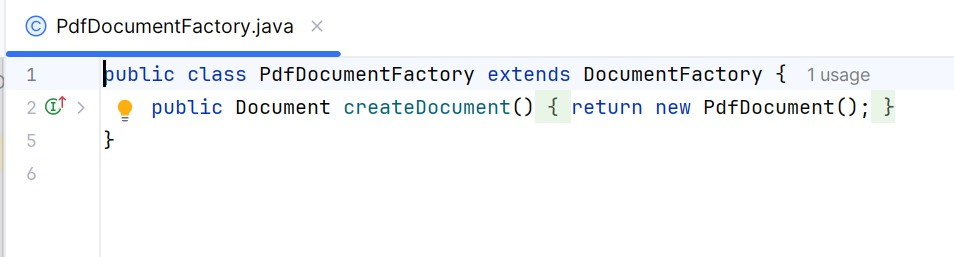 PdfDocumentFactory.java
1 public class PdfDocumentFactory extends DocumentFactory { 1 usage
2 public Document createDocument() { return new PdfDocument(); }
5 }
6